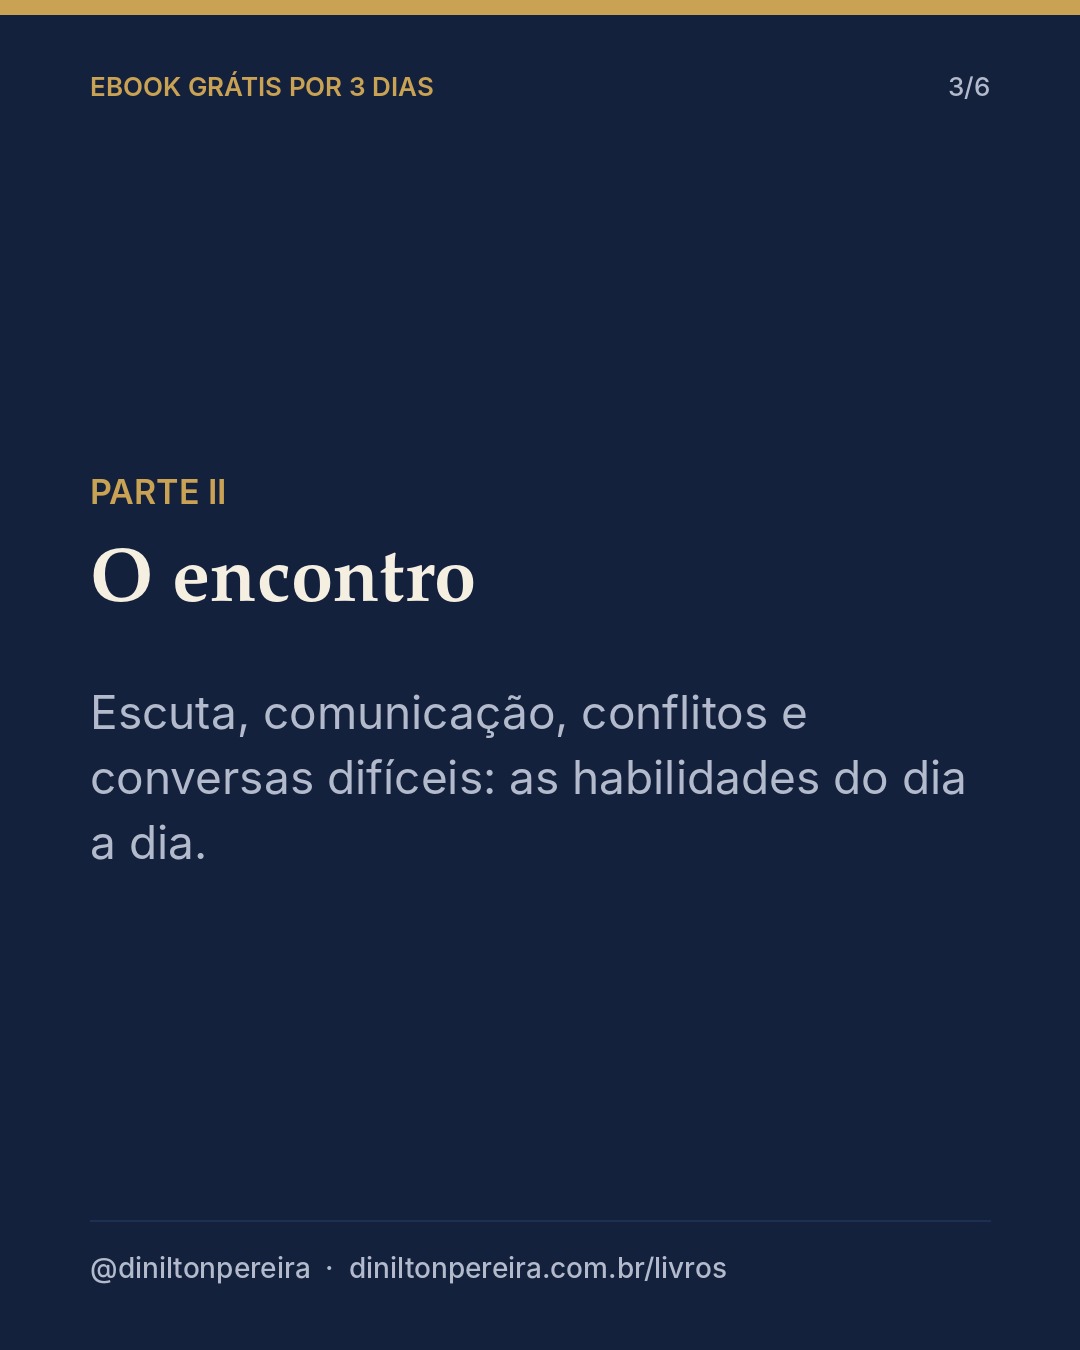 EBOOK GRÁTIS POR 3 DIAS
3/6
PARTE II
O encontro
Escuta, comunicação, conflitos e
conversas difíceis: as habilidades do dia
a dia.
@diniltonpereira · diniltonpereira.com.br/livros